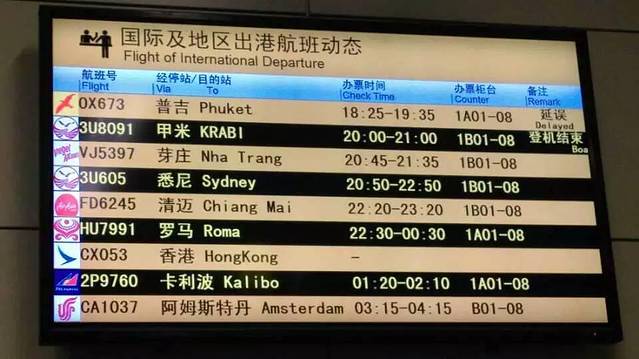 国际及地区出港航班动态
Flight of International Departure
航班号 经停站/目的站 办票时间 办票柜台 备注
Flight Via To Check Time Counter Remark
OX673 普吉 Phuket 18:25-19:35 1A01-08 延误 Delayed
3U8091 甲米 KRABI 20:00-21:00 1B01-08 登机结束 Boa
VJ5397 芽庄 Nha Trang 20:45-21:35 1B01-08
3U605 悉尼 Sydney 20:50-22:50 1B01-08
FD6245 清迈 Chiang Mai 22:20-23:20 1B01-08
HU7991 罗马 Roma 22:30-00:30 1A01-08
CX053 香港 HongKong -
2P9760 卡利波 Kalibo 01:20-02:10 1A01-08
CA1037 阿姆斯特丹 Amsterdam 03:15-04:15 B01-08